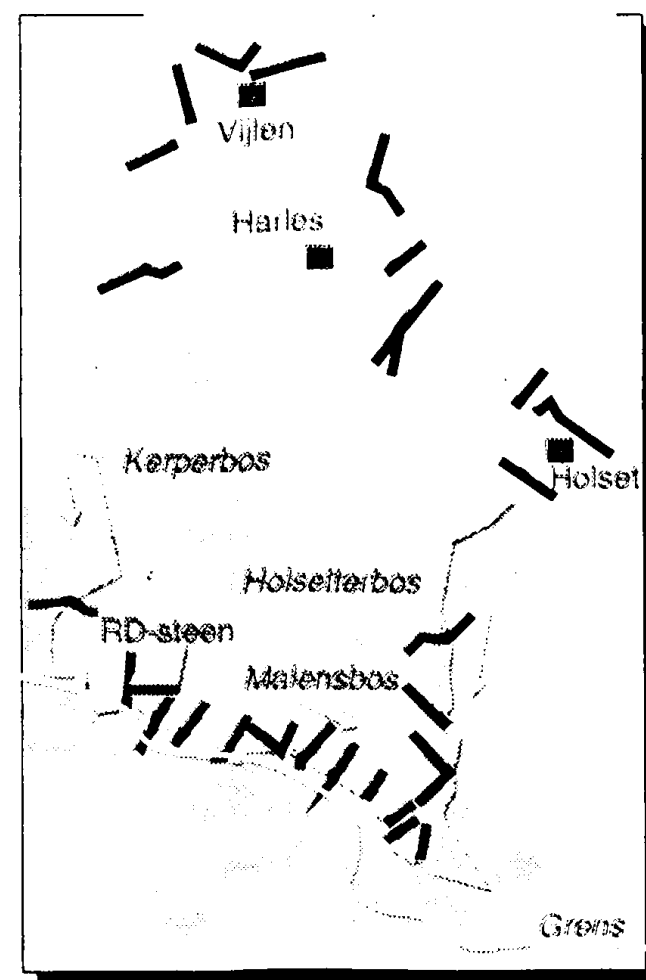 Vijlen
Harles
Kerperbos
Holset
Holsetterbos
RD-steen
Malensbos
Grens